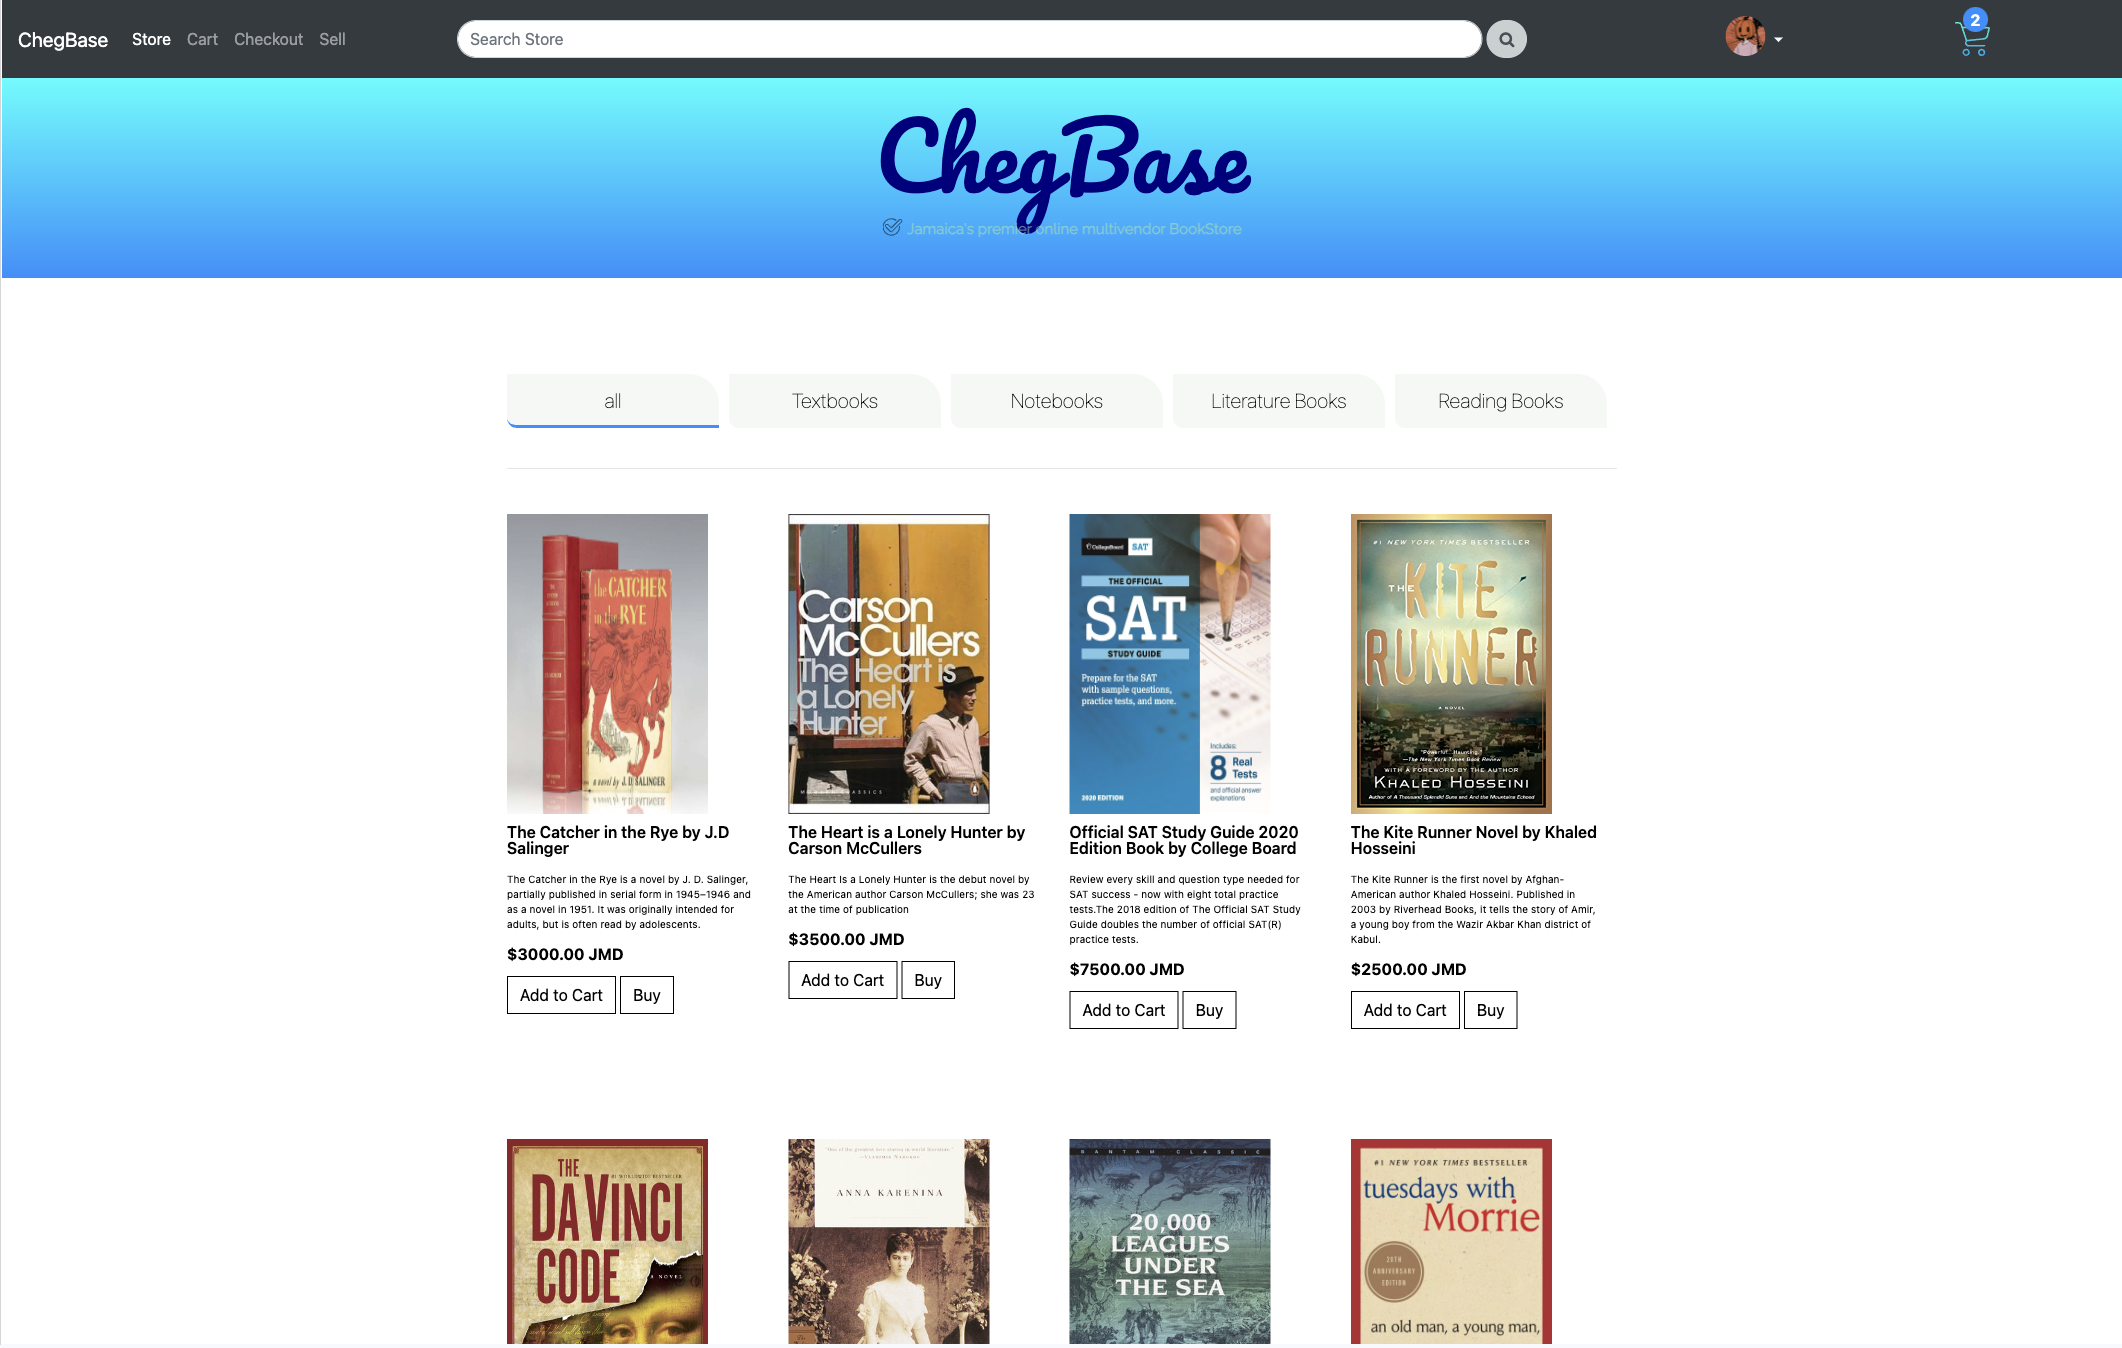 ChegBase Store Cart Checkout Sell Search Store 2
ChegBase
Jamaica's premier online multivendor BookStore
all Textbooks Notebooks Literature Books Reading Books
the CATCHER
in the RYE
a novel by J. D. SALINGER
Carson
McCullers
The Heart is
a Lonely
Hunter
MODERN CLASSICS
CollegeBoard SAT
THE OFFICIAL
SAT
STUDY GUIDE
Prepare for the SAT
with sample questions,
practice tests, and more.
Includes:
8 Real
Tests
and official answer
explanations
2020 EDITION
#1 NEW YORK TIMES BESTSELLER
THE KITE
RUNNER
A NOVEL
"Powerful...Haunting."
—The New York Times Book Review
WITH A FOREWORD BY THE AUTHOR
KHALED HOSSEINI
Author of A Thousand Splendid Suns and And the Mountains Echoed
The Catcher in the Rye by J.D
Salinger
The Catcher in the Rye is a novel by J. D. Salinger,
partially published in serial form in 1945–1946 and
as a novel in 1951. It was originally intended for
adults, but is often read by adolescents.
$3000.00 JMD
Add to Cart Buy
The Heart is a Lonely Hunter by
Carson McCullers
The Heart Is a Lonely Hunter is the debut novel by
the American author Carson McCullers; she was 23
at the time of publication
$3500.00 JMD
Add to Cart Buy
Official SAT Study Guide 2020
Edition Book by College Board
Review every skill and question type needed for
SAT success - now with eight total practice
tests.The 2018 edition of The Official SAT Study
Guide doubles the number of official SAT(R)
practice tests.
$7500.00 JMD
Add to Cart Buy
The Kite Runner Novel by Khaled
Hosseini
The Kite Runner is the first novel by Afghan-
American author Khaled Hosseini. Published in
2003 by Riverhead Books, it tells the story of Amir,
a young boy from the Wazir Akbar Khan district of
Kabul.
$2500.00 JMD
Add to Cart Buy
THE
#1 WORLDWIDE BESTSELLER
DA VINCI
CODE
A NOVEL
"One of the greatest love stories in world literature."
—Vladimir Nabokov
ANNA KARENINA
BANTAM CLASSIC
20,000
LEAGUES
UNDER
THE SEA
#1 NEW YORK TIMES BESTSELLER
tuesdays with
Morrie
ANNIVERSARY
EDITION
an old man, a young man,